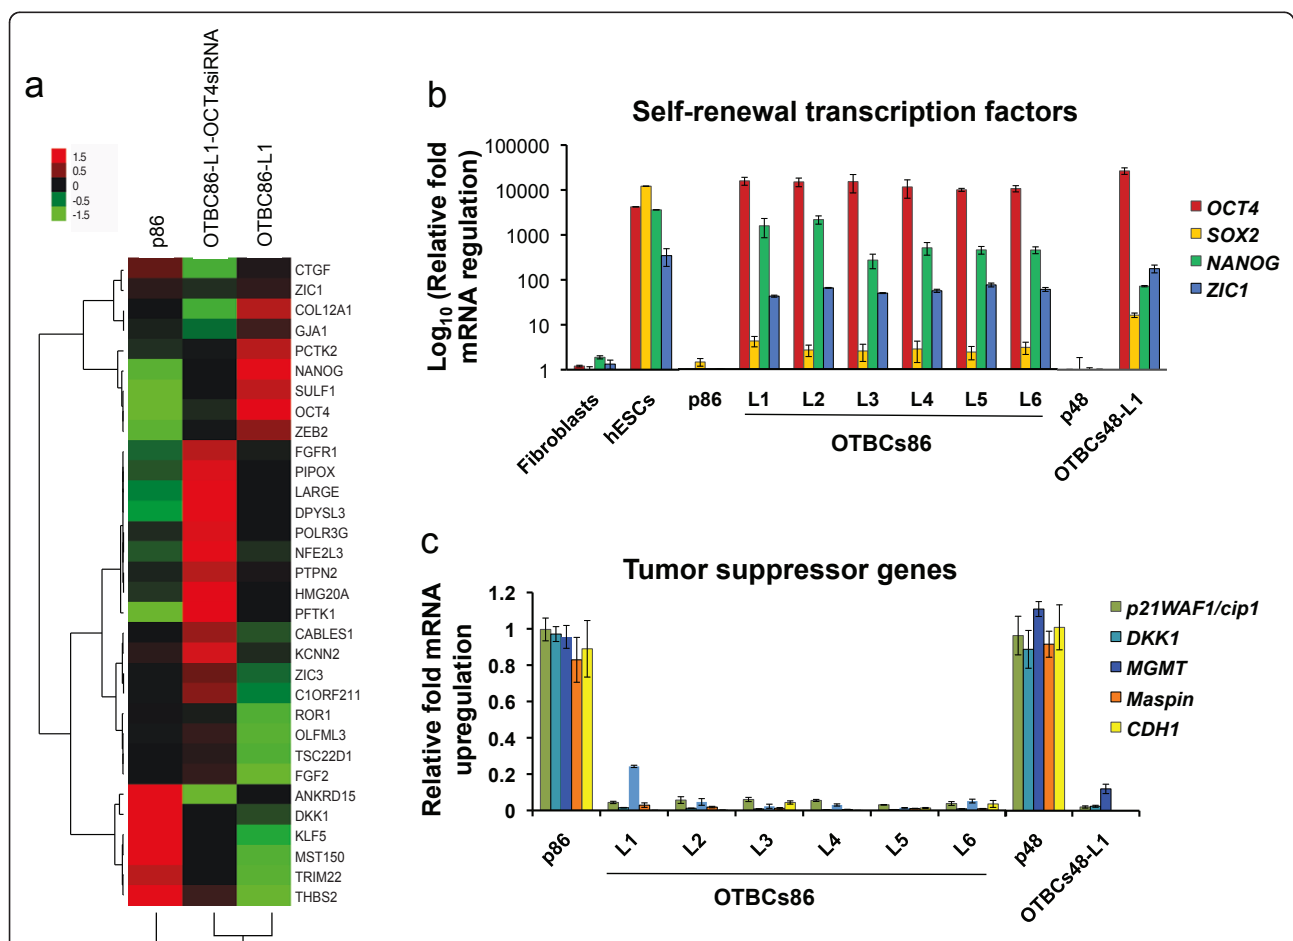 a
1.5
0.5
0
-0.5
-1.5
p86
OTBC86-L1-OCT4siRNA
OTBC86-L1
CTGF
ZIC1
COL12A1
GJA1
PCTK2
NANOG
SULF1
OCT4
ZEB2
FGFR1
PIPOX
LARGE
DPYSL3
POLR3G
NFE2L3
PTPN2
HMG20A
PFTK1
CABLES1
KCNN2
ZIC3
C1ORF211
ROR1
OLFML3
TSC22D1
FGF2
ANKRD15
DKK1
KLF5
MST150
TRIM22
THBS2
b
Self-renewal transcription factors
Log10 (Relative fold
mRNA regulation)
100000
10000
1000
100
10
1
Fibroblasts
hESCs
p86
L1
L2
L3
L4
L5
L6
p48
OTBCs48-L1
OTBCs86
OCT4
SOX2
NANOG
ZIC1
c
Tumor suppressor genes
Relative fold mRNA
upregulation
1.2
1
0.8
0.6
0.4
0.2
0
p86
L1
L2
L3
L4
L5
L6
p48
OTBCs48-L1
OTBCs86
p21WAF1/cip1
DKK1
MGMT
Maspin
CDH1